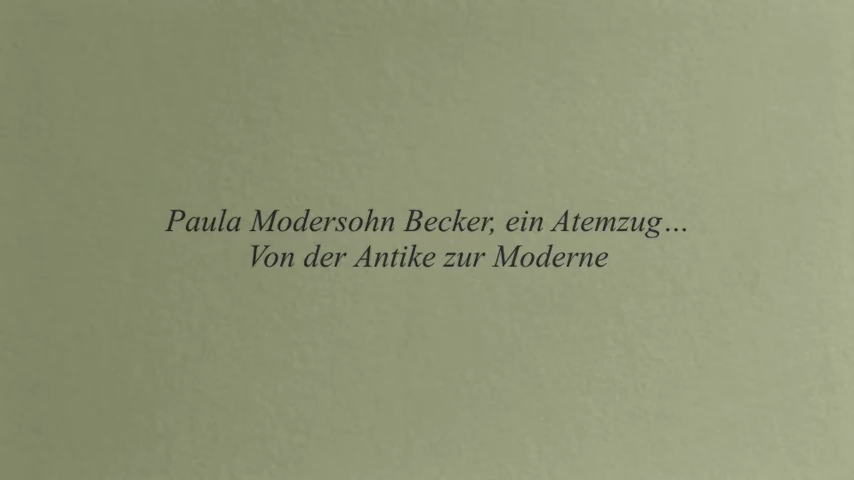 Paula Modersohn Becker, ein Atemzug...
Von der Antike zur Moderne